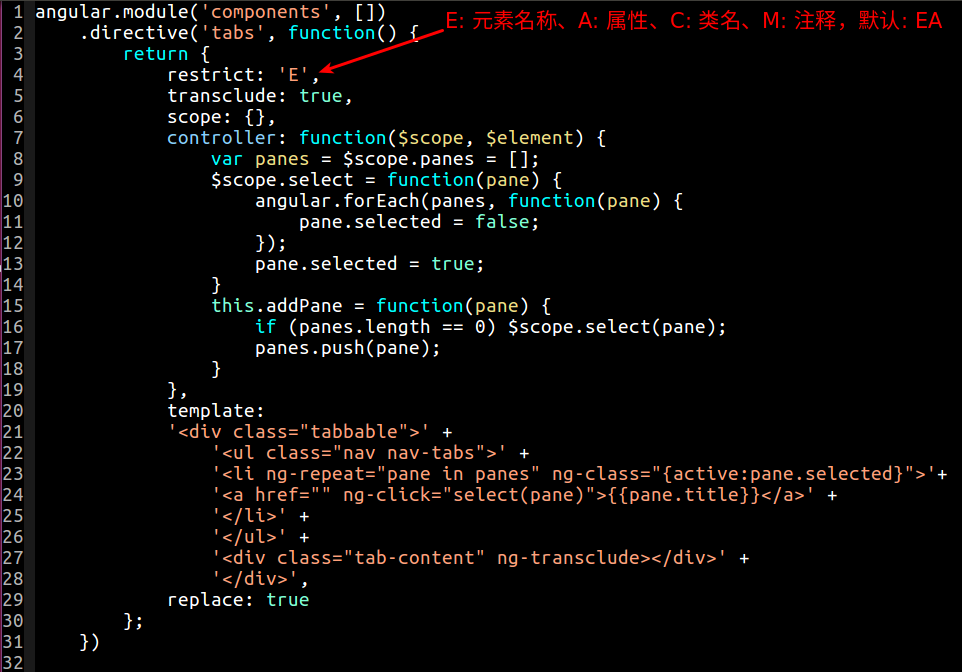 1 angular.module('components', [])
E: 元素名称、A: 属性、C: 类名、M: 注释，默认: EA
2     .directive('tabs', function() {
3         return {
4             restrict: 'E',
5             transclude: true,
6             scope: {},
7             controller: function($scope, $element) {
8                 var panes = $scope.panes = [];
9                 $scope.select = function(pane) {
10                     angular.forEach(panes, function(pane) {
11                         pane.selected = false;
12                     });
13                     pane.selected = true;
14                 }
15                 this.addPane = function(pane) {
16                     if (panes.length == 0) $scope.select(pane);
17                     panes.push(pane);
18                 }
19             },
20             template:
21             '<div class="tabbable">' +
22                 '<ul class="nav nav-tabs">' +
23                 '<li ng-repeat="pane in panes" ng-class="{active:pane.selected}">'+
24                 '<a href="" ng-click="select(pane)">{{pane.title}}</a>' +
25                 '</li>' +
26                 '</ul>' +
27                 '<div class="tab-content" ng-transclude></div>' +
28                 '</div>',
29             replace: true
30         };
31     })
32